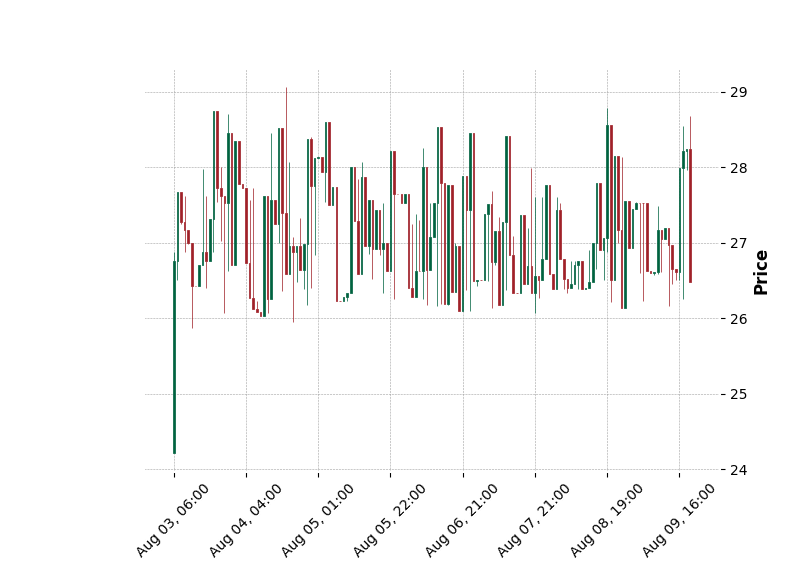 29
28
27
26
25
24
Price
Aug 03, 06:00
Aug 04, 04:00
Aug 05, 01:00
Aug 05, 22:00
Aug 06, 21:00
Aug 07, 21:00
Aug 08, 19:00
Aug 09, 16:00